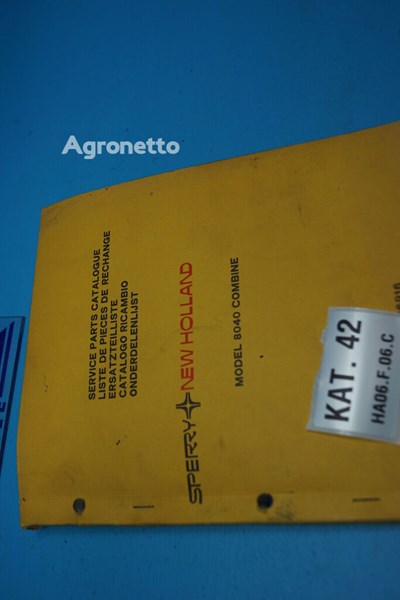 Agronetto
SERVICE PARTS CATALOGUE
LISTE DE PIECES DE RECHANGE
ERSATZTEILLISTE
CATALOGO RICAMBIO
ONDERDELENLIJST
SPERRY NEW HOLLAND
MODEL 8040 COMBINE
KAT. 42
HA06.F.06.C